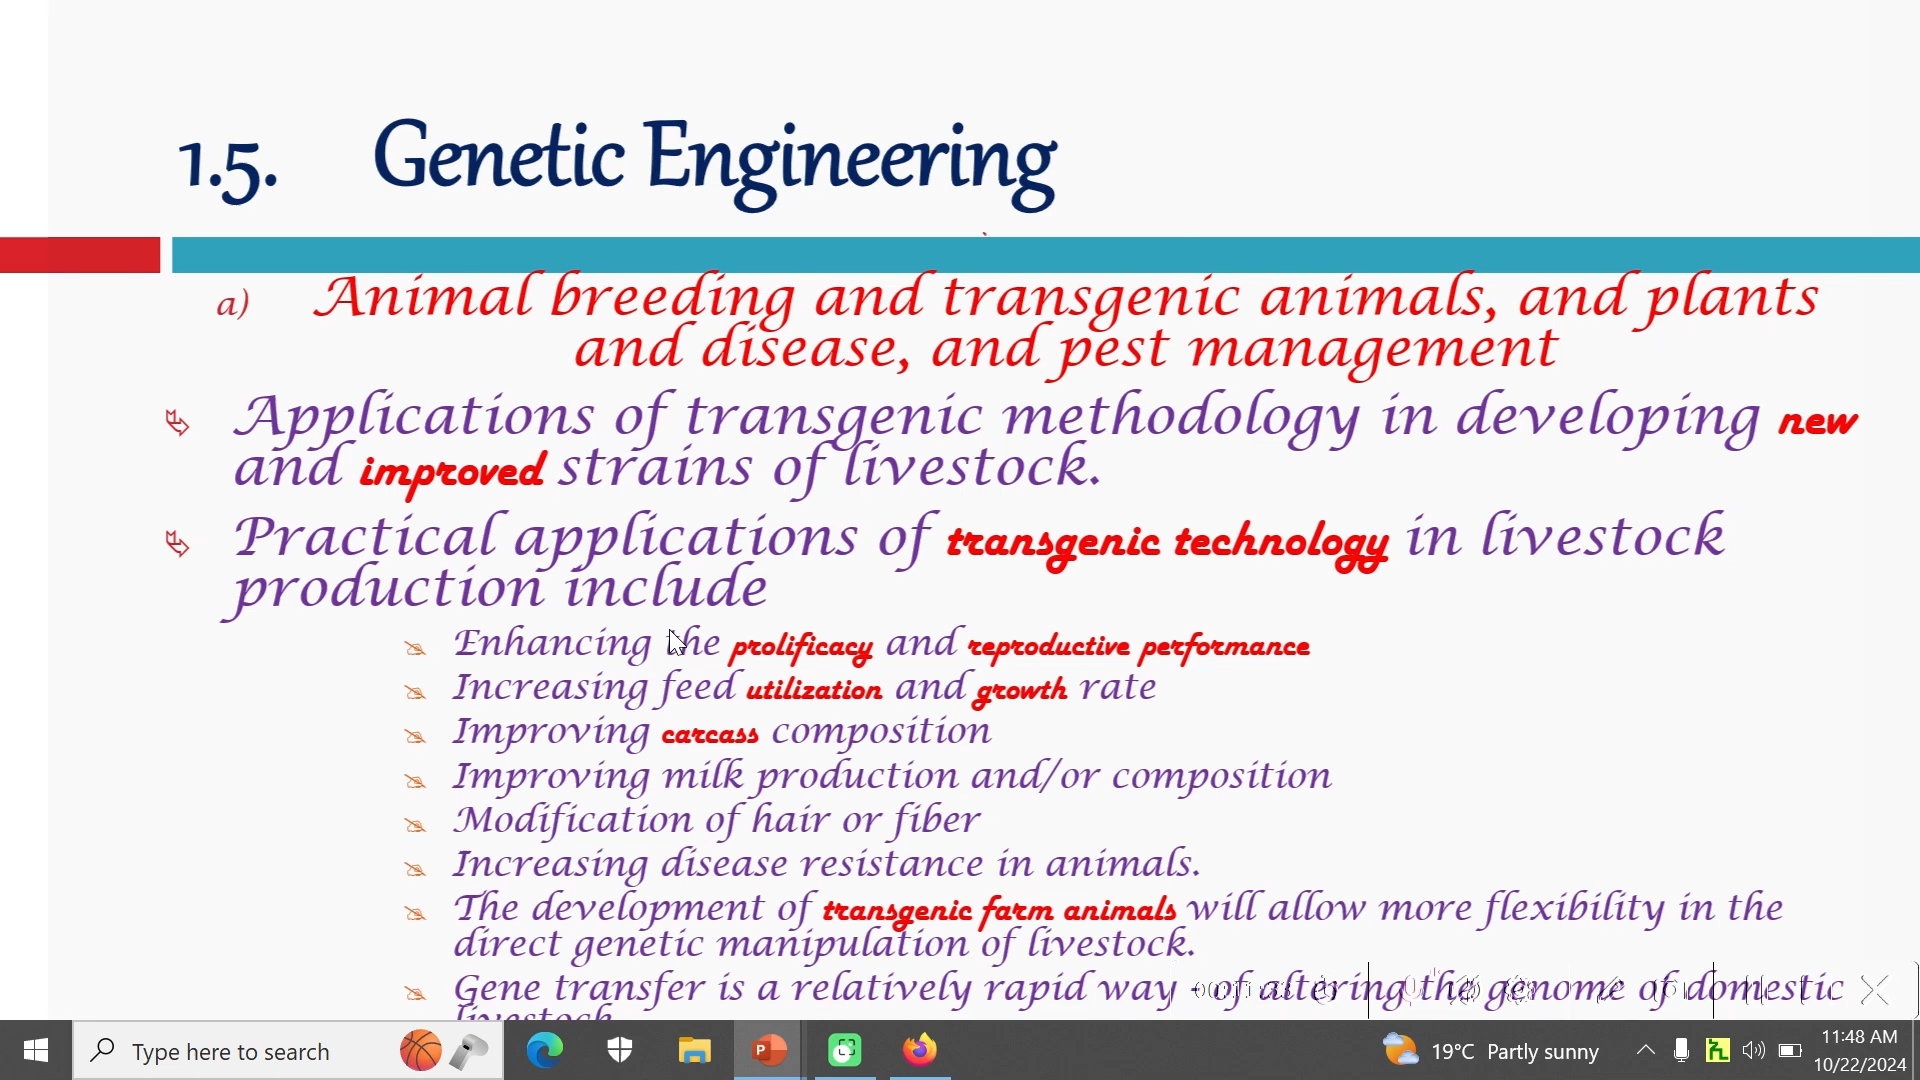 1.5. Genetic Engineering
a) Animal breeding and transgenic animals, and plants
and disease, and pest management
Applications of transgenic methodology in developing new
and improved strains of livestock.
Practical applications of transgenic technology in livestock
production include
Enhancing the prolificacy and reproductive performance
Increasing feed utilization and growth rate
Improving carcass composition
Improving milk production and/or composition
Modification of hair or fiber
Increasing disease resistance in animals.
The development of transgenic farm animals will allow more flexibility in the
direct genetic manipulation of livestock.
Gene transfer is a relatively rapid way of altering the genome of domestic
livestock
Type here to search
19°C Partly sunny
11:48 AM
10/22/2024